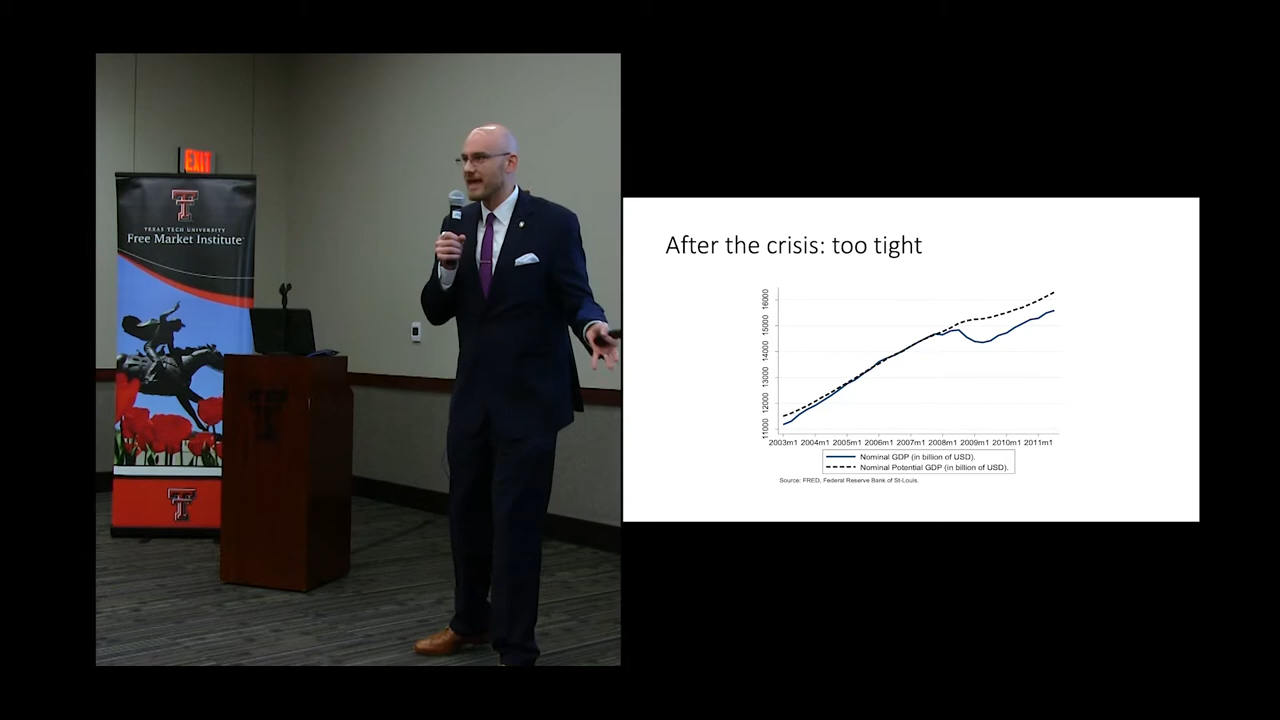 EXIT
TEXAS TECH UNIVERSITY
Free Market Institute
After the crisis: too tight
16000
15000
14000
13000
12000
11000
2003m1 2004m1 2005m1 2006m1 2007m1 2008m1 2009m1 2010m1 2011m1
Nominal GDP (in billion of USD).
Nominal Potential GDP (in billion of USD).
Source: FRED, Federal Reserve Bank of St-Louis.